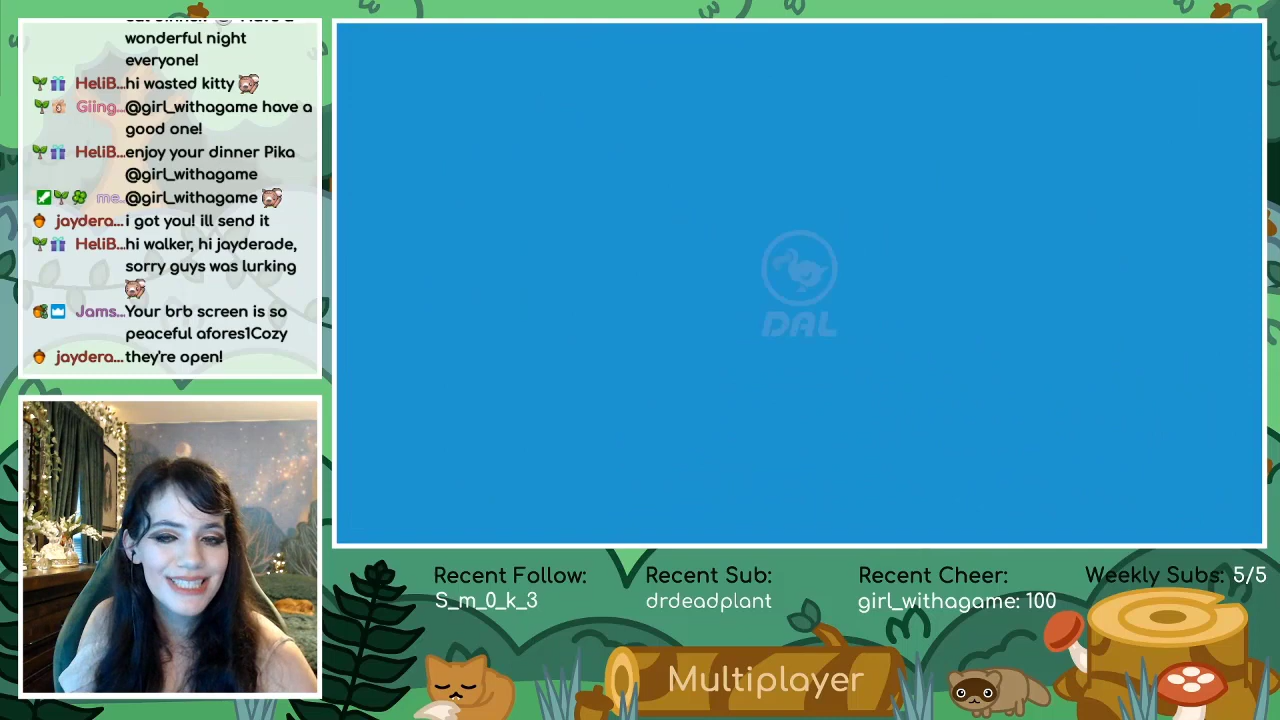 wonderful night
everyone!
HeliB... hi wasted kitty
Giing... @girl_withagame have a
good one!
HeliB... enjoy your dinner Pika
@girl_withagame
me.. @girl_withagame
jaydera... i got you! ill send it
HeliB... hi walker, hi jayderade,
sorry guys was lurking
Jams... Your brb screen is so
peaceful afores1Cozy
jaydera... they're open!
DAL
Recent Follow:
S_m_0_k_3
Recent Sub:
drdeadplant
Recent Cheer:
girl_withagame: 100
Weekly Subs: 5/5
Multiplayer